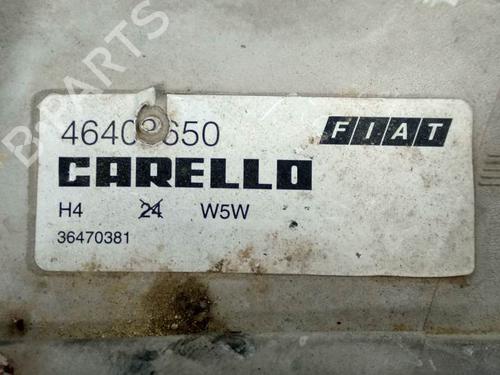 B-PARTS
FIAT
CARELLO
H4 24 W5W
36470381